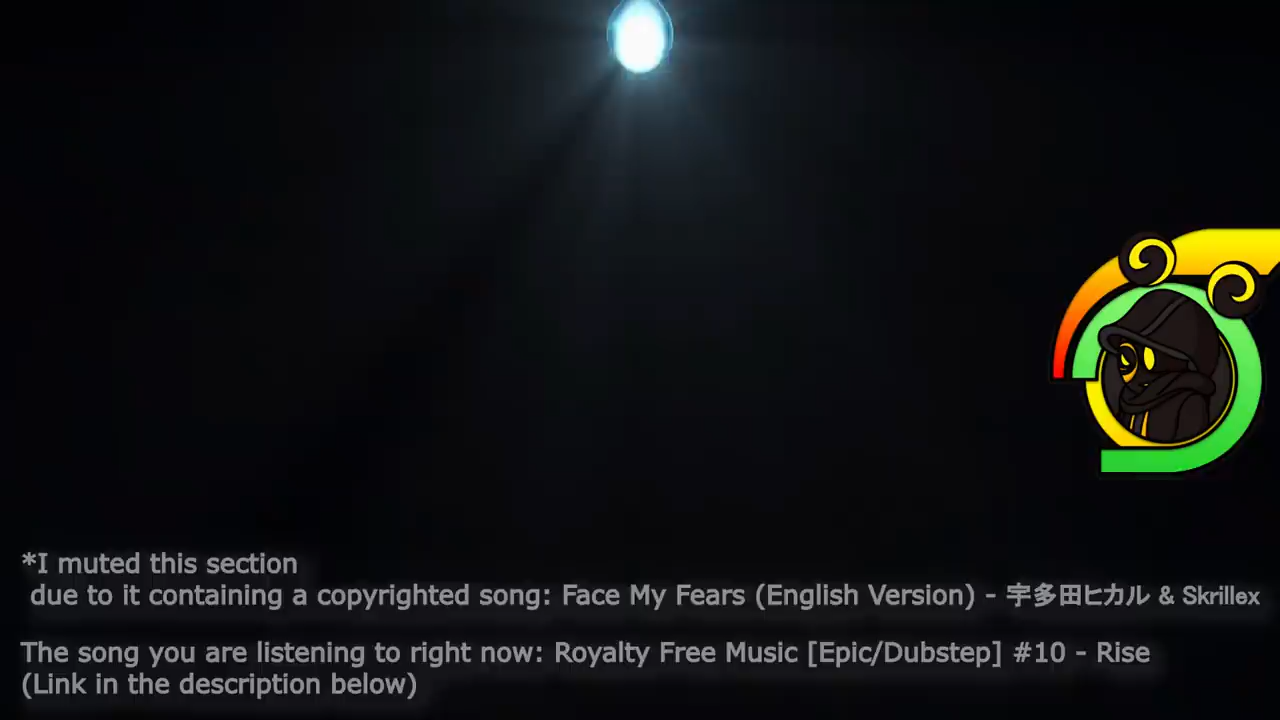 *I muted this section
due to it containing a copyrighted song: Face My Fears (English Version) - 宇多田ヒカル & Skrillex
The song you are listening to right now: Royalty Free Music [Epic/Dubstep] #10 - Rise
(Link in the description below)